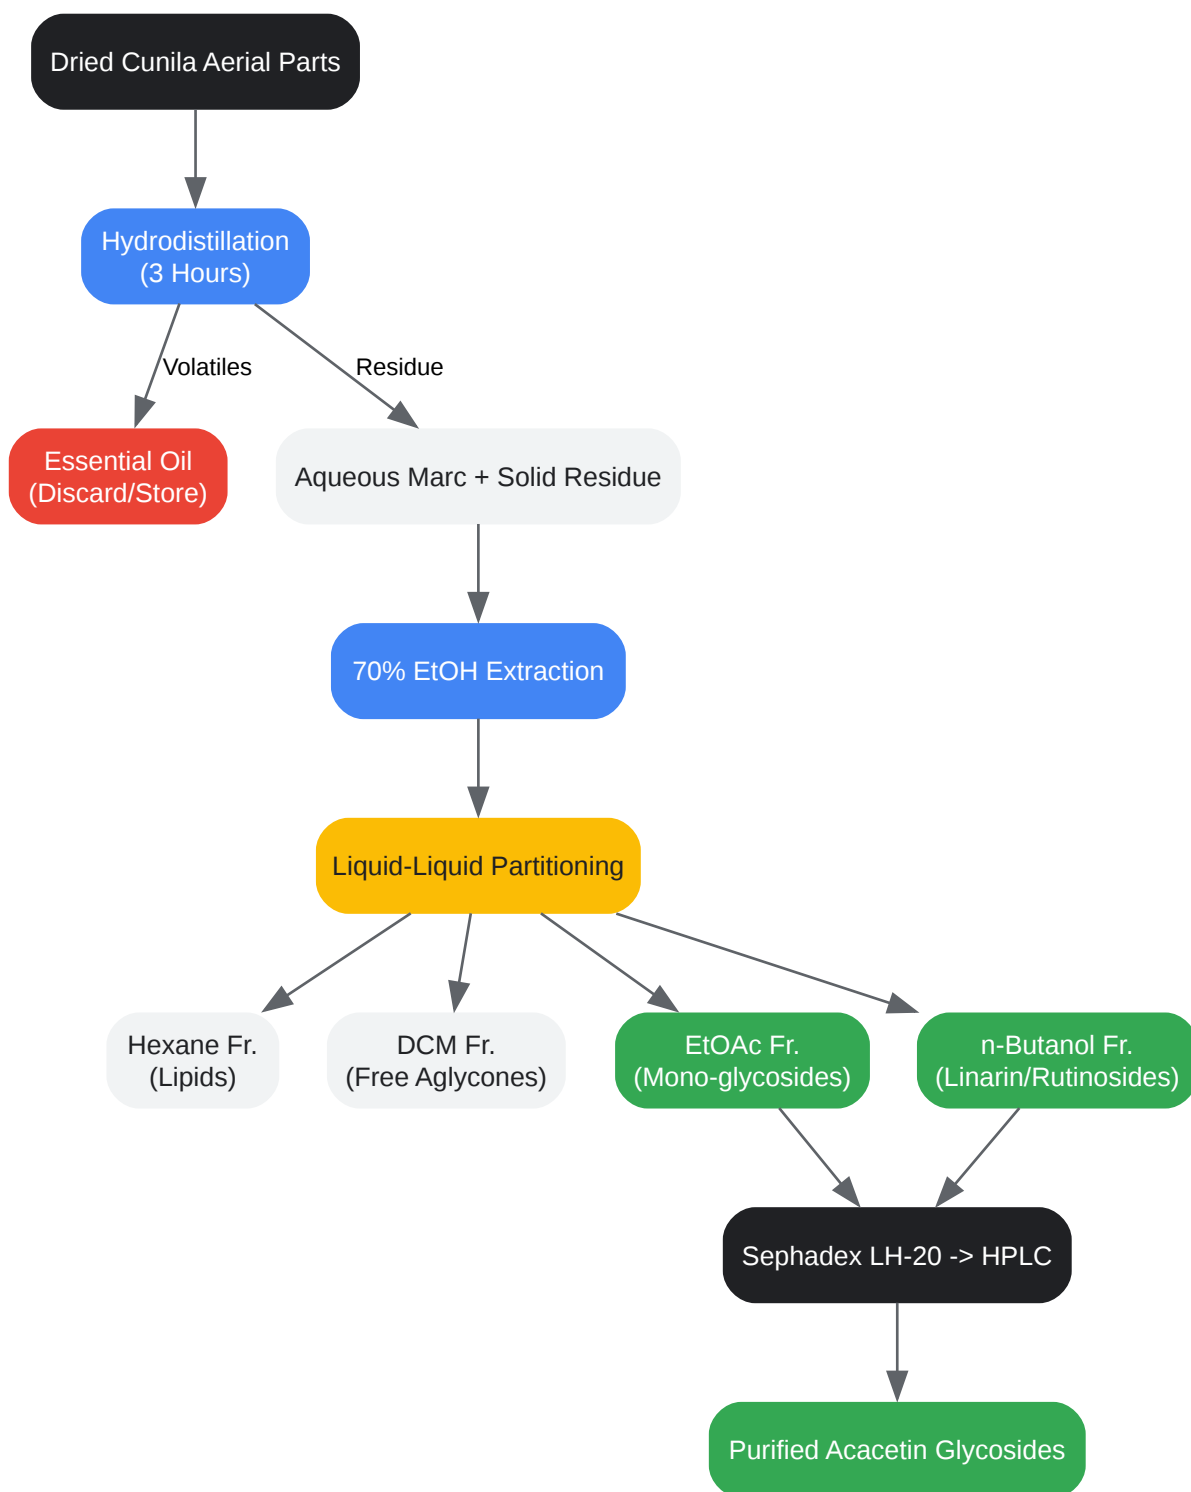 Dried Cunila Aerial Parts
Hydrodistillation
(3 Hours)
Volatiles
Residue
Essential Oil
(Discard/Store)
Aqueous Marc + Solid Residue
70% EtOH Extraction
Liquid-Liquid Partitioning
Hexane Fr.
(Lipids)
DCM Fr.
(Free Aglycones)
EtOAc Fr.
(Mono-glycosides)
n-Butanol Fr.
(Linarin/Rutinosides)
Sephadex LH-20 -> HPLC
Purified Acacetin Glycosides